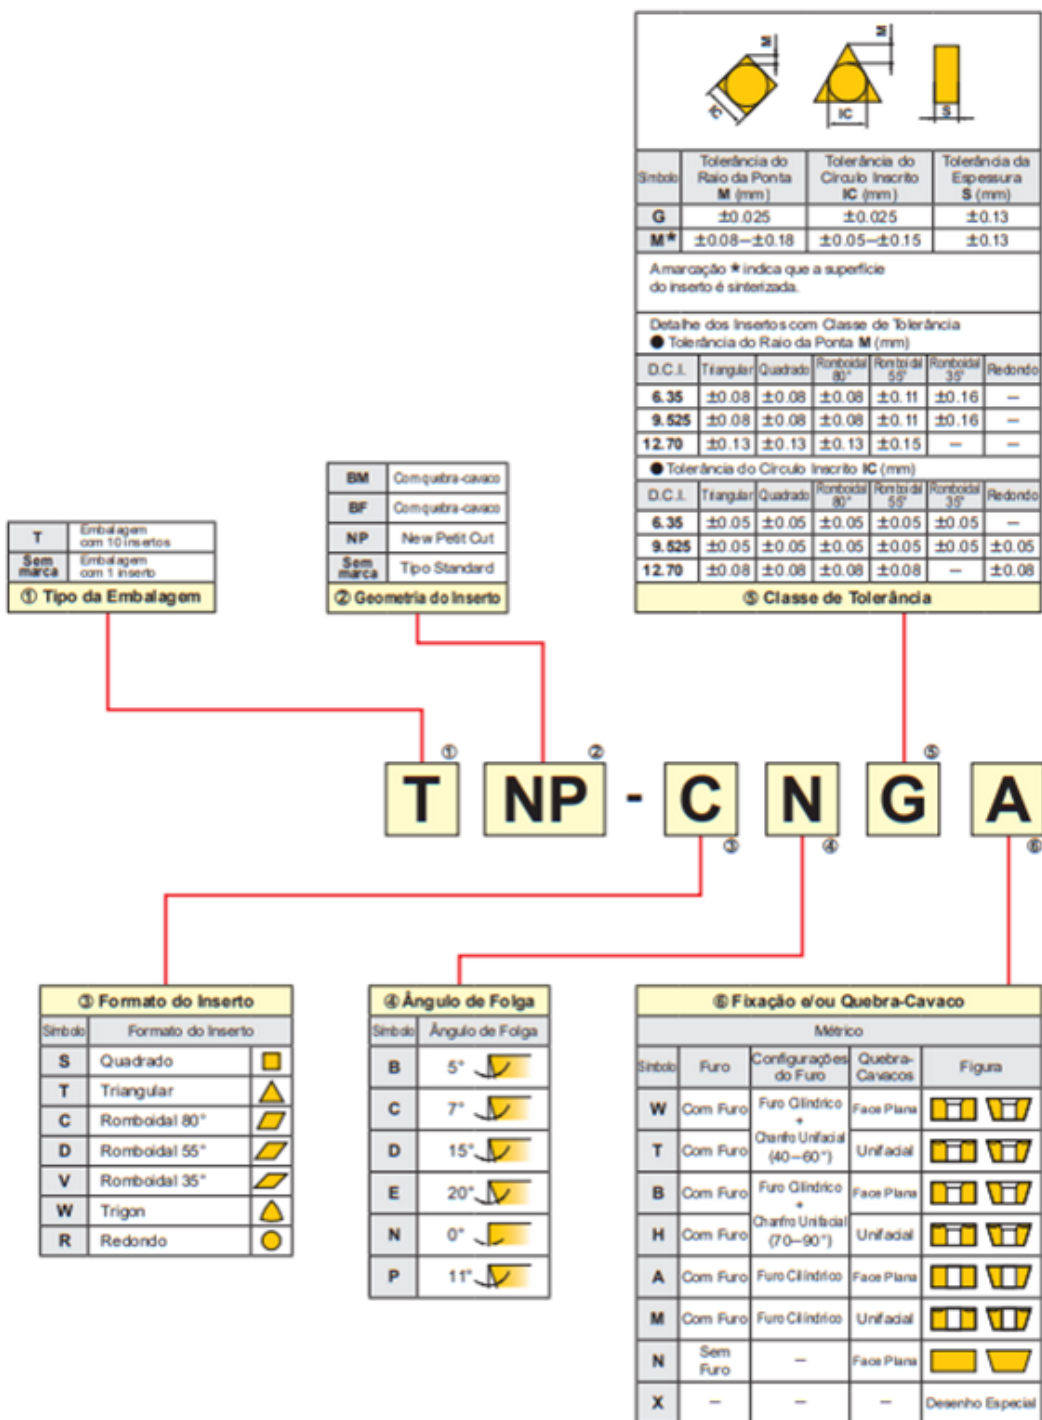 M
M
IC
IC
S
Símbolo Tolerância do Raio da Ponta M (mm) Tolerância do Círculo Inscrito IC (mm) Tolerância da Espessura S (mm)
G ±0.025 ±0.025 ±0.13
M* ±0.08—±0.18 ±0.05—±0.15 ±0.13
A marcação * indica que a superfície
do inserto é sinterizada.
Detalhe dos Insertos com Classe de Tolerância
● Tolerância do Raio da Ponta M (mm)
D.C.I. Triangular Quadrado Romboidal 80° Romboidal 55° Romboidal 35° Redondo
6.35 ±0.08 ±0.08 ±0.08 ±0.11 ±0.16 —
9.525 ±0.08 ±0.08 ±0.08 ±0.11 ±0.16 —
12.70 ±0.13 ±0.13 ±0.13 ±0.15 — —
● Tolerância do Círculo Inscrito IC (mm)
D.C.I. Triangular Quadrado Romboidal 80° Romboidal 55° Romboidal 35° Redondo
6.35 ±0.05 ±0.05 ±0.05 ±0.05 ±0.05 —
9.525 ±0.05 ±0.05 ±0.05 ±0.05 ±0.05 ±0.05
12.70 ±0.08 ±0.08 ±0.08 ±0.08 — ±0.08
⑤ Classe de Tolerância
BM Com quebra-cavaco
BF Com quebra-cavaco
NP New Petit Cut
Sem marca Tipo Standard
② Geometria do Inserto
T Embalagem com 10 insertos
Sem marca Embalagem com 1 inserto
① Tipo da Embalagem
① ② ⑤
T NP - C N G A
③ ④ ⑥
③ Formato do Inserto
Símbolo Formato do Inserto
S Quadrado
T Triangular
C Romboidal 80°
D Romboidal 55°
V Romboidal 35°
W Trigon
R Redondo
④ Ângulo de Folga
Símbolo Ângulo de Folga
B 5°
C 7°
D 15°
E 20°
N 0°
P 11°
⑥ Fixação e/ou Quebra-Cavaco
Métrico
Símbolo Furo Configurações do Furo Quebra-Cavacos Figura
W Com Furo Furo Cilíndrico + Chanfro Unifacial (40—60°) Face Plana
T Com Furo Unifacial
B Com Furo Furo Cilíndrico + Chanfro Unifacial (70—90°) Face Plana
H Com Furo Unifacial
A Com Furo Furo Cilíndrico Face Plana
M Com Furo Furo Cilíndrico Unifacial
N Sem Furo — Face Plana
X — — — Desenho Especial